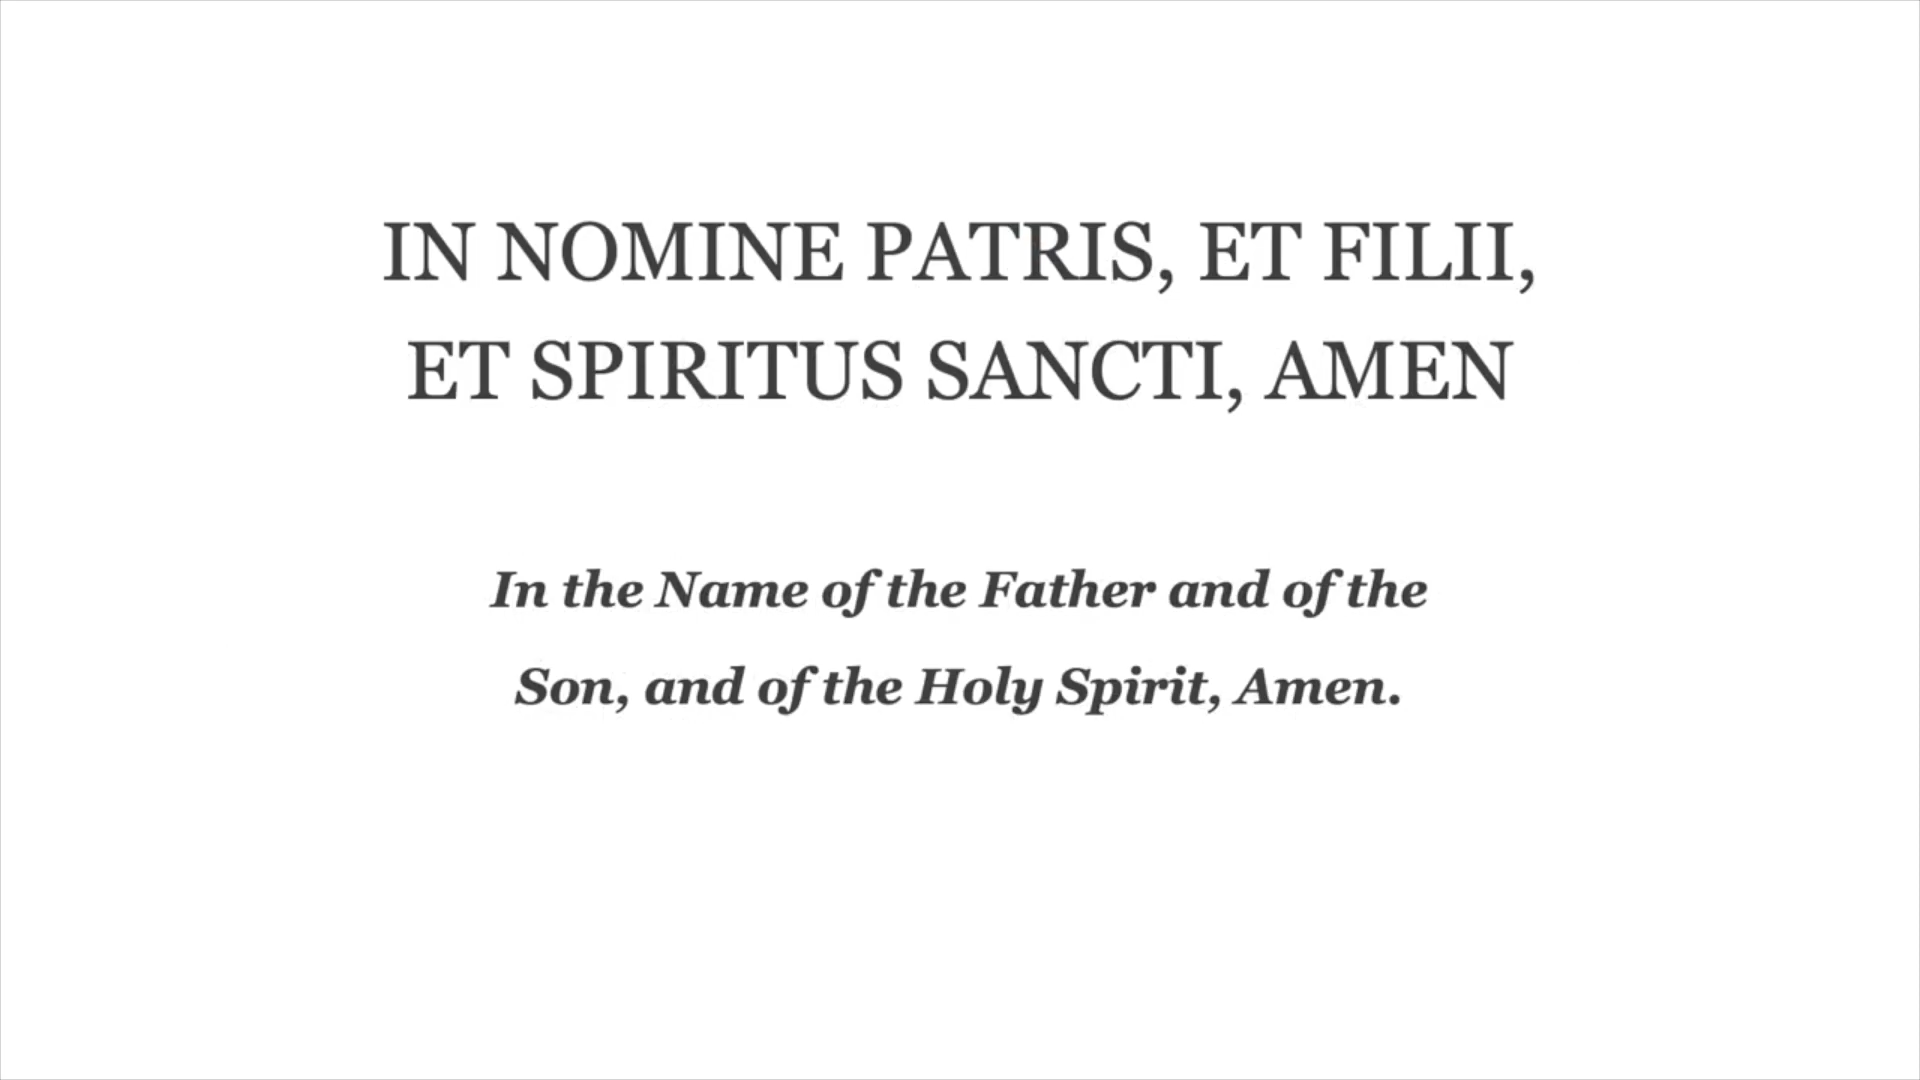 IN NOMINE PATRIS, ET FILII,
ET SPIRITUS SANCTI, AMEN
In the Name of the Father and of the
Son, and of the Holy Spirit, Amen.